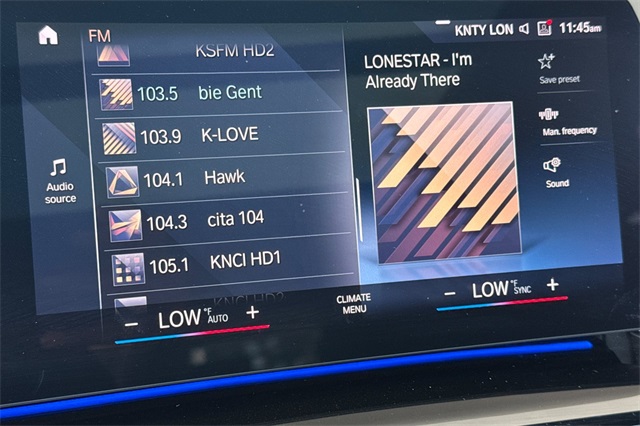 FM
KNTY LON
11:45am
KSFM HD2
103.5 bie Gent
103.9 K-LOVE
104.1 Hawk
104.3 cita 104
105.1 KNCI HD1
KNCI HD2
Audio
source
LONESTAR - I'm
Already There
Save preset
Man. frequency
Sound
- LOW °F AUTO +
CLIMATE
MENU
- LOW °F SYNC +